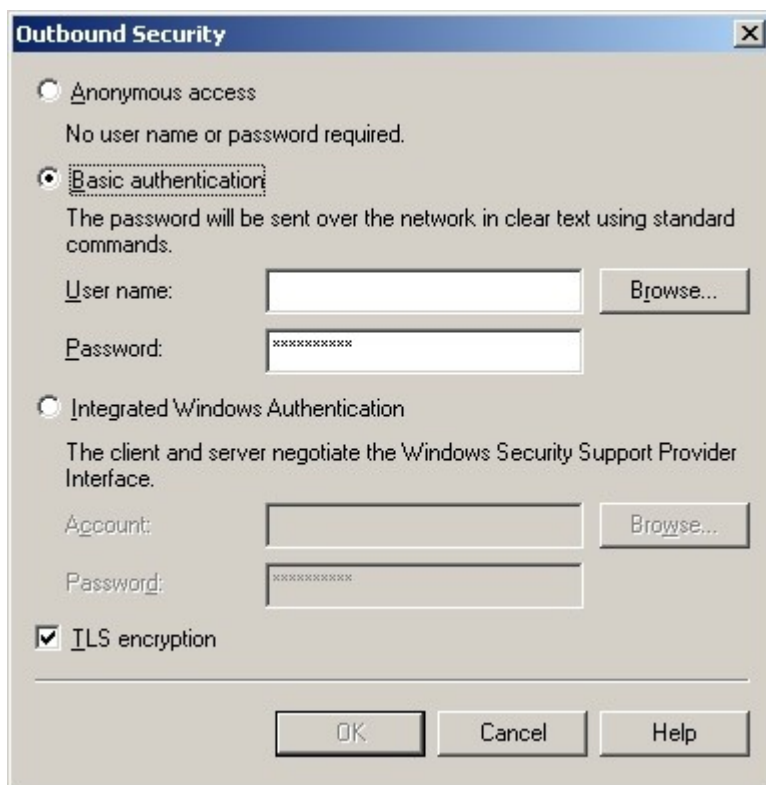 Outbound Security
Anonymous access
No user name or password required.
Basic authentication
The password will be sent over the network in clear text using standard
commands.
User name: Browse...
Password: **********
Integrated Windows Authentication
The client and server negotiate the Windows Security Support Provider
Interface.
Account: Browse...
Password: **********
TLS encryption
OK Cancel Help